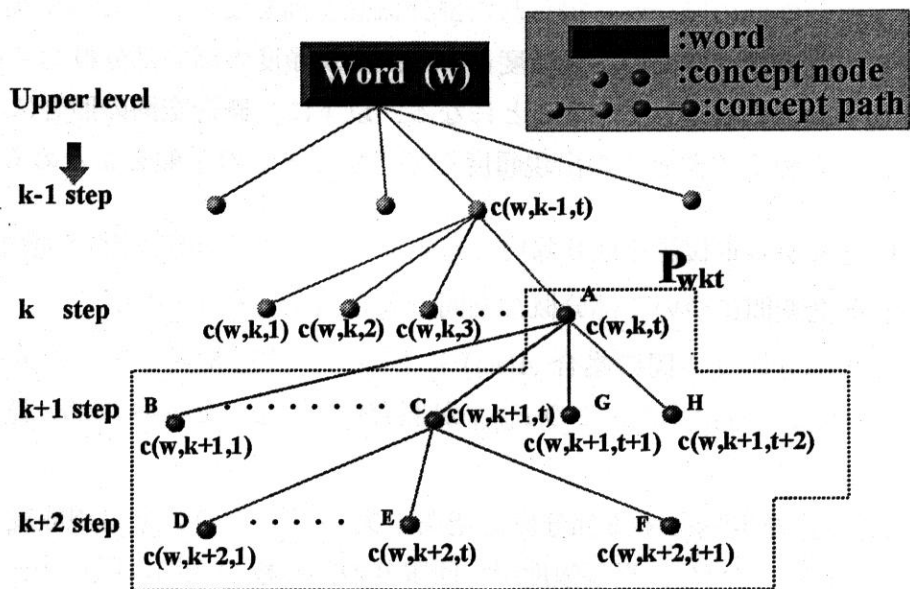 :word
Word (w)
:concept node
:concept path
Upper level
k-1 step
c(w,k-1,t)
Pwkt
A
k step
c(w,k,1)
c(w,k,2)
c(w,k,3)
. . . . .
c(w,k,t)
k+1 step
B
. . . . . . . . .
C
c(w,k+1,t)
G
H
c(w,k+1,1)
c(w,k+1,t+1)
c(w,k+1,t+2)
k+2 step
D
. . . . .
E
F
c(w,k+2,1)
c(w,k+2,t)
c(w,k+2,t+1)